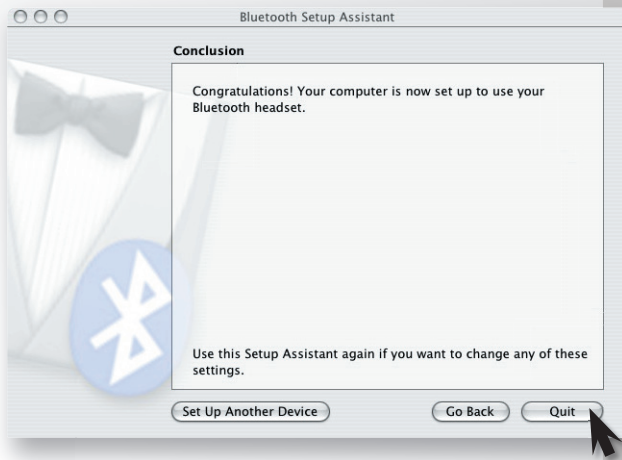 Bluetooth Setup Assistant
Conclusion
Congratulations! Your computer is now set up to use your
Bluetooth headset.
Use this Setup Assistant again if you want to change any of these
settings.
Set Up Another Device
Go Back
Quit